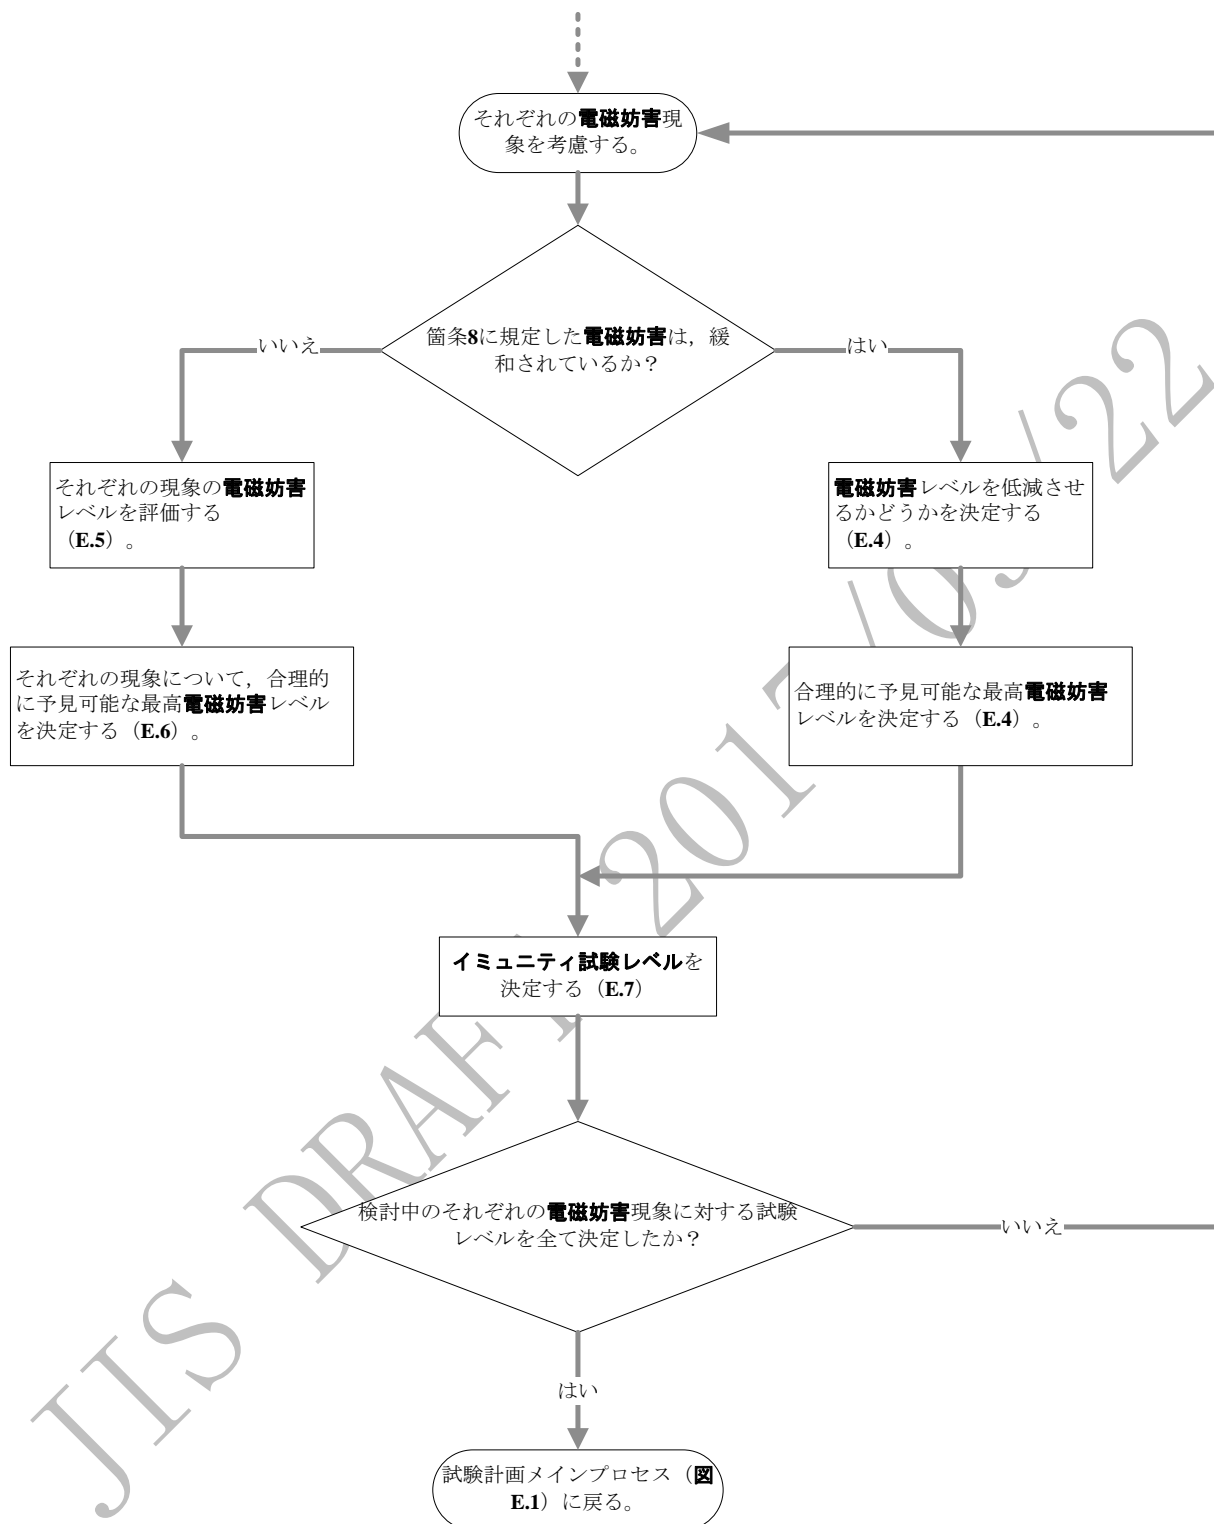 それぞれの電磁妨害現
象を考慮する。
箇条8に規定した電磁妨害は，緩
和されているか？
いいえ
はい
それぞれの現象の電磁妨害
レベルを評価する
（E.5）。
電磁妨害レベルを低減させ
るかどうかを決定する
（E.4）。
それぞれの現象について，合理的
に予見可能な最高電磁妨害レベル
を決定する（E.6）。
合理的に予見可能な最高電磁妨害
レベルを決定する（E.4）。
イミュニティ試験レベルを
決定する（E.7）
検討中のそれぞれの電磁妨害現象に対する試験
レベルを全て決定したか？
いいえ
はい
試験計画メインプロセス（図
E.1）に戻る。
JIS DRAFT 2017/03/22